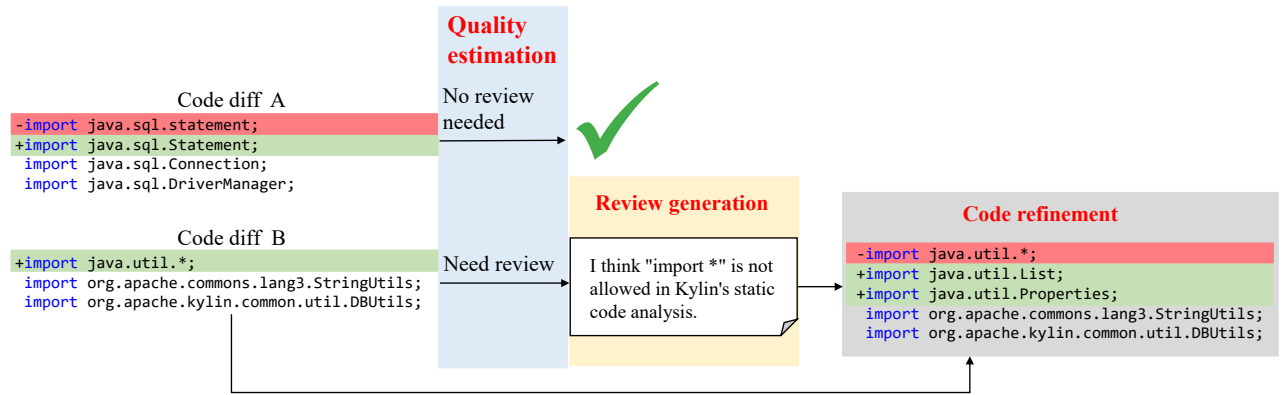 Quality
estimation
Code diff A
-import java.sql.statement;
+import java.sql.Statement;
import java.sql.Connection;
import java.sql.DriverManager;
No review
needed
Code diff B
+import java.util.*;
import org.apache.commons.lang3.StringUtils;
import org.apache.kylin.common.util.DBUtils;
Need review
Review generation
I think "import *" is not
allowed in Kylin's static
code analysis.
Code refinement
-import java.util.*;
+import java.util.List;
+import java.util.Properties;
import org.apache.commons.lang3.StringUtils;
import org.apache.kylin.common.util.DBUtils;